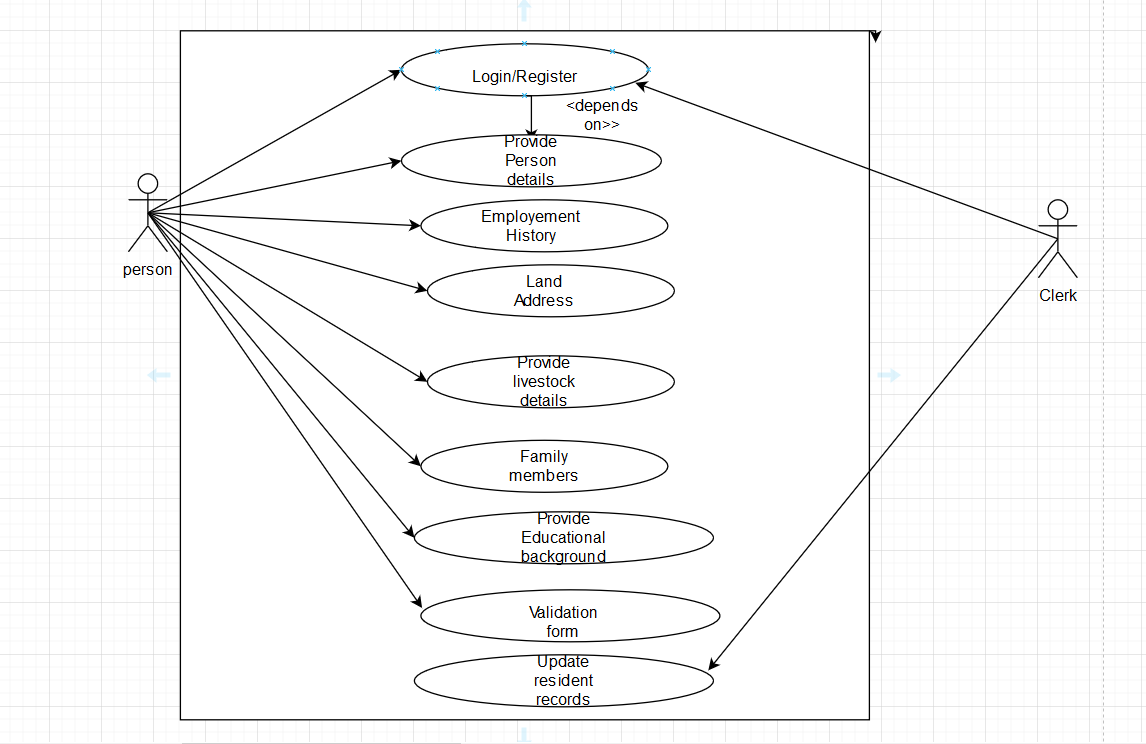 Login/Register
<depends
on>>
Provide
Person
details
Employement
History
Land
Address
person
Clerk
Provide
livestock
details
Family
members
Provide
Educational
background
Validation
form
Update
resident
records